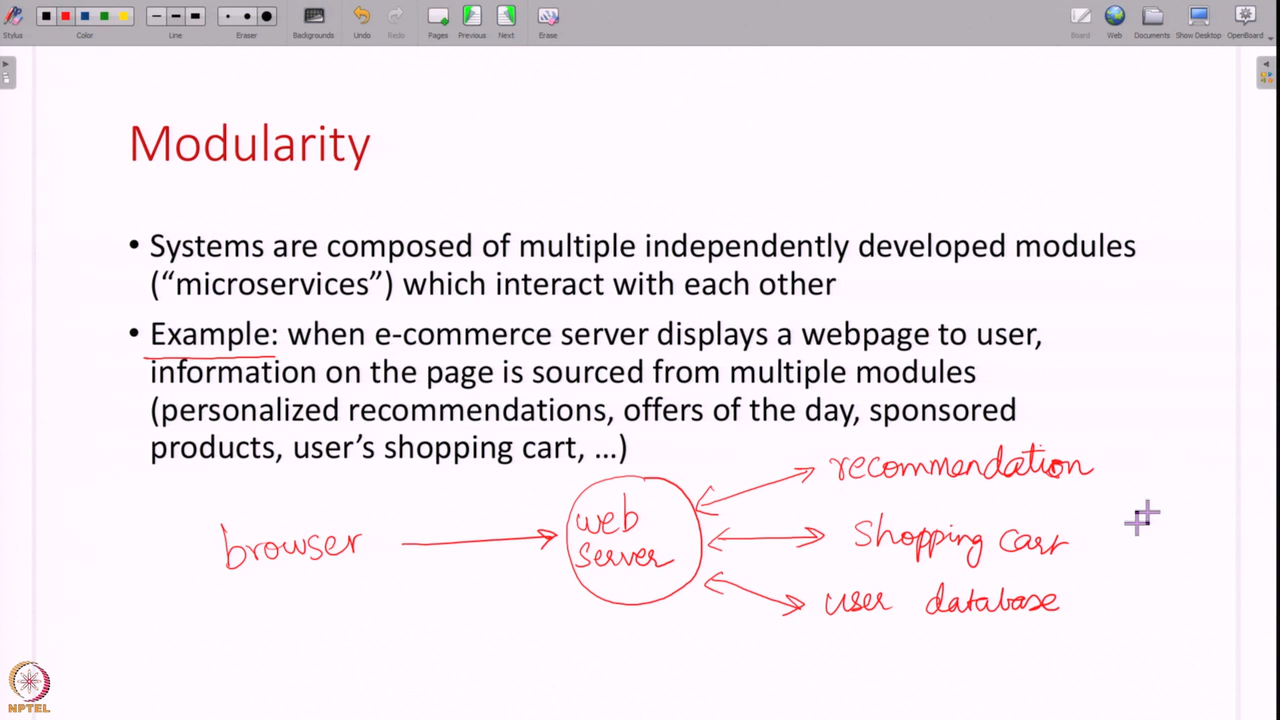 Stylus
Color
Line
Eraser
Backgrounds
Undo
Redo
Pages
Previous
Next
Erase
Board
Web
Documents
Show Desktop
OpenBoard
Modularity
• Systems are composed of multiple independently developed modules
(“microservices”) which interact with each other
• Example: when e-commerce server displays a webpage to user,
information on the page is sourced from multiple modules
(personalized recommendations, offers of the day, sponsored
products, user’s shopping cart, …)
recommendation
browser
web
server
shopping cart
user database
NPTEL